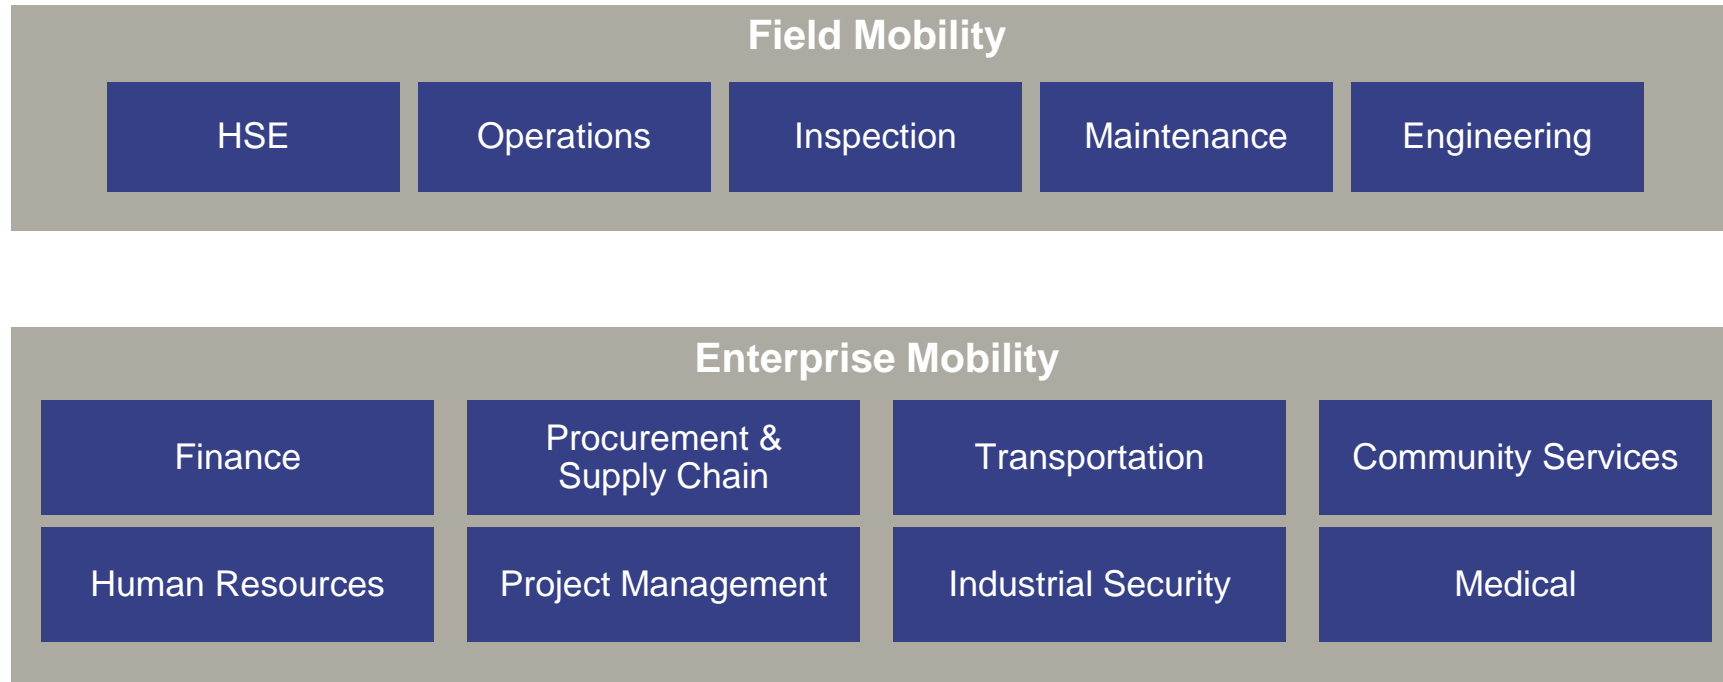 Field Mobility
HSE
Operations
Inspection
Maintenance
Engineering
Enterprise Mobility
Finance
Procurement &
Supply Chain
Transportation
Community Services
Human Resources
Project Management
Industrial Security
Medical